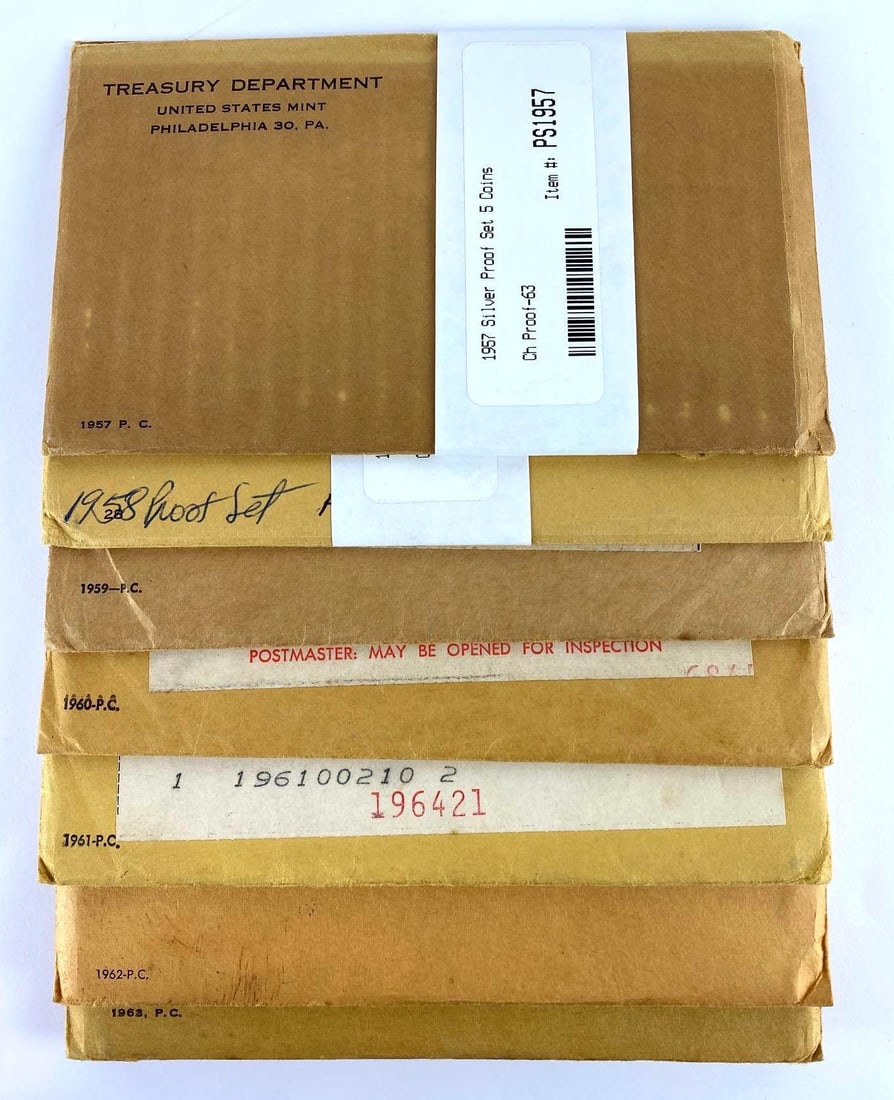 TREASURY DEPARTMENT
UNITED STATES MINT
PHILADELPHIA 30, PA.
1957 Silver Proof Set 5 Coins
Item #: PS1957
Ch Proof-63
1957 P. C.
1958 Proof Set
28
1959—P.C.
POSTMASTER: MAY BE OPENED FOR INSPECTION
1960-P.C.
1 196100210 2
196421
1961-P.C.
1962-P.C.
1963, P.C.